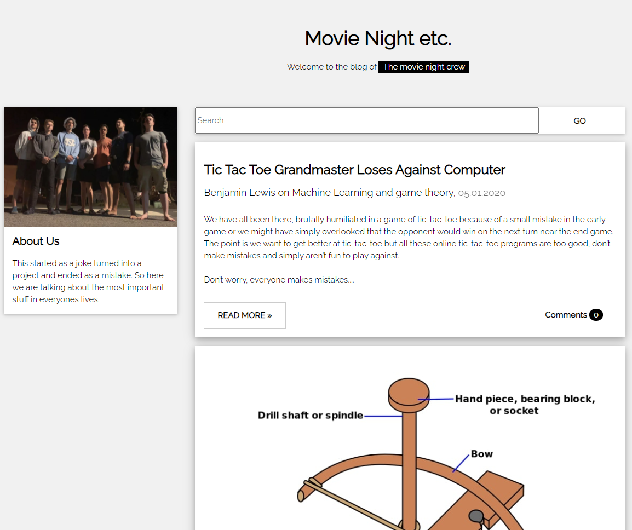 Movie Night etc.
Welcome to the blog of The movie night crew
Search
GO
About Us
This started as a joke turned into a
project and ended as a mistake. So here
we are talking about the most important
stuff in everyones lives.
Tic Tac Toe Grandmaster Loses Against Computer
Benjamin Lewis on Machine Learning and game theory, 05.01.2020
We have all been there, brutally humiliated in a game of tic-tac-toe because of a small mistake in the early
game or we might have simply overlooked that the opponent would win on the next turn near the end game.
The point is we want to get better at tic-tac-toe but all these online tic-tac-toe programs are too good, don't
make mistakes and simply aren't fun to play against.
Don't worry, everyone makes mistakes...
READ MORE »
Comments 0
Hand piece, bearing block,
or socket
Drill shaft or spindle
Bow